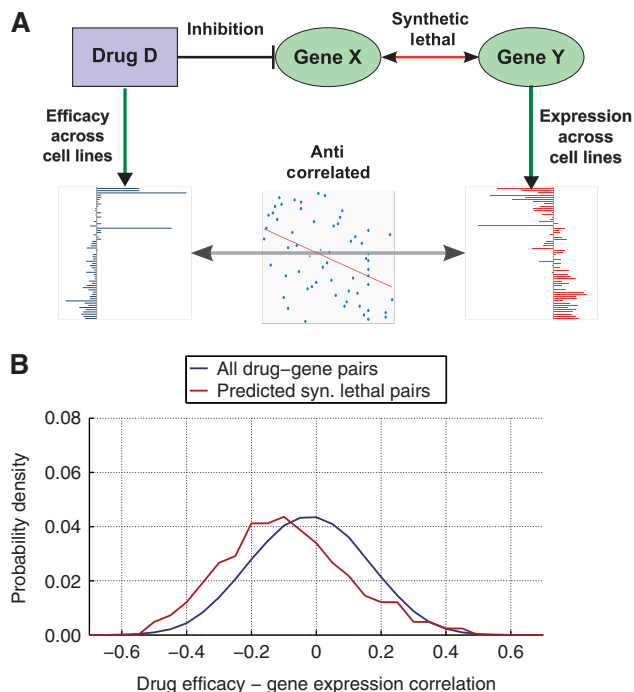 A
Drug D
Inhibition
Gene X
Synthetic
lethal
Gene Y
Efficacy
across
cell lines
Anti
correlated
Expression
across
cell lines
B
All drug–gene pairs
Predicted syn. lethal pairs
Probability density
0.08
0.06
0.04
0.02
0.00
−0.6 −0.4 −0.2 0 0.2 0.4 0.6
Drug efficacy – gene expression correlation